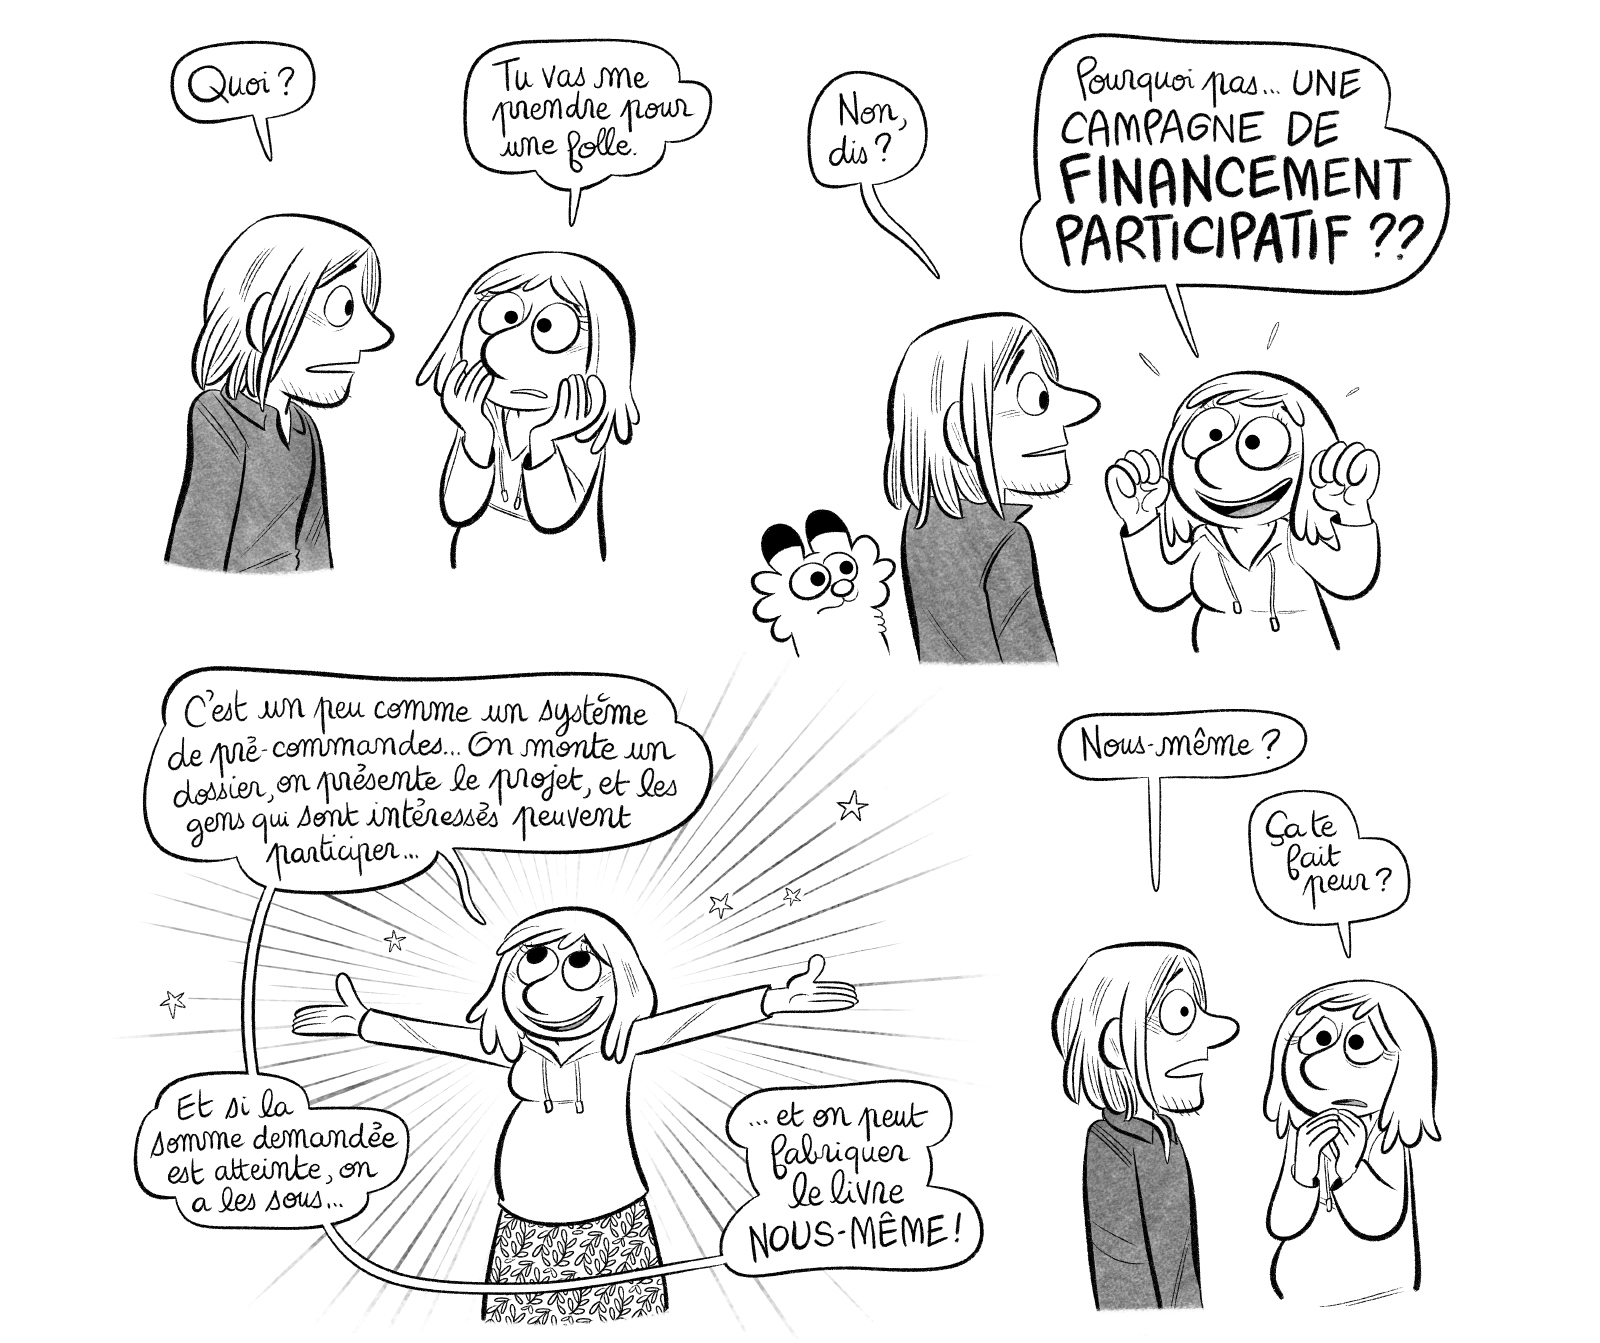 Quoi ?
Tu vas me
prendre pour
une folle.
Non,
dis ?
Pourquoi pas... UNE
CAMPAGNE DE
FINANCEMENT
PARTICIPATIF ??
C'est un peu comme un système
de pré-commandes... On monte un
dossier, on présente le projet, et les
gens qui sont intéressés peuvent
participer...
Et si la
somme demandée
est atteinte, on
a les sous...
... et on peut
fabriquer
le livre
NOUS-MÊME !
Nous-même ?
Ça te
fait
peur ?